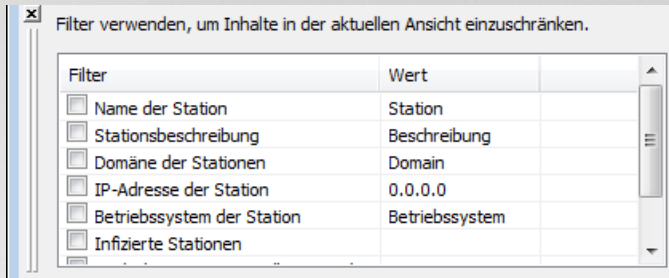 Filter verwenden, um Inhalte in der aktuellen Ansicht einzuschränken.
Filter Wert
Name der Station Station
Stationsbeschreibung Beschreibung
Domäne der Stationen Domain
IP-Adresse der Station 0.0.0.0
Betriebssystem der Station Betriebssystem
Infizierte Stationen